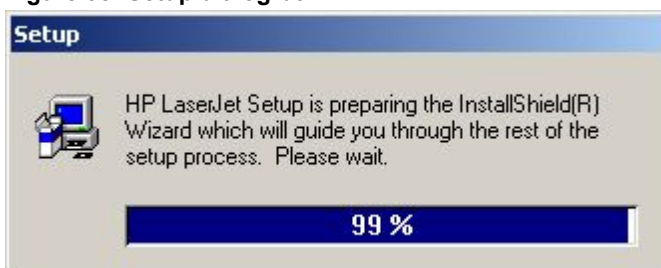 Setup
HP LaserJet Setup is preparing the InstallShield(R)
Wizard which will guide you through the rest of the
setup process. Please wait.
99 %